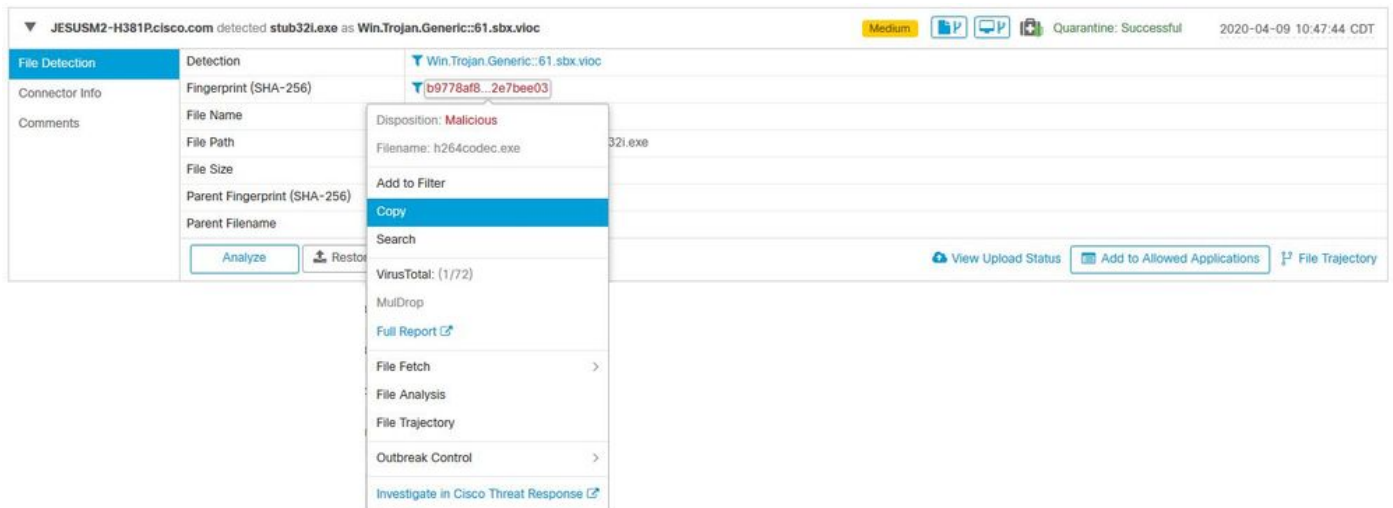 JESUSM2-H381P.cisco.com detected stub32i.exe as Win.Trojan.Generic::61.sbx.vioc
Medium
Quarantine: Successful
2020-04-09 10:47:44 CDT
File Detection
Connector Info
Comments
Detection
Win.Trojan.Generic::61.sbx.vioc
Fingerprint (SHA-256)
b9778af8...2e7bee03
File Name
File Path
32i.exe
File Size
Parent Fingerprint (SHA-256)
Parent Filename
Analyze
Restor
View Upload Status
Add to Allowed Applications
File Trajectory
Disposition: Malicious
Filename: h264codec.exe
Add to Filter
Copy
Search
VirusTotal: (1/72)
MulDrop
Full Report
File Fetch
File Analysis
File Trajectory
Outbreak Control
Investigate in Cisco Threat Response